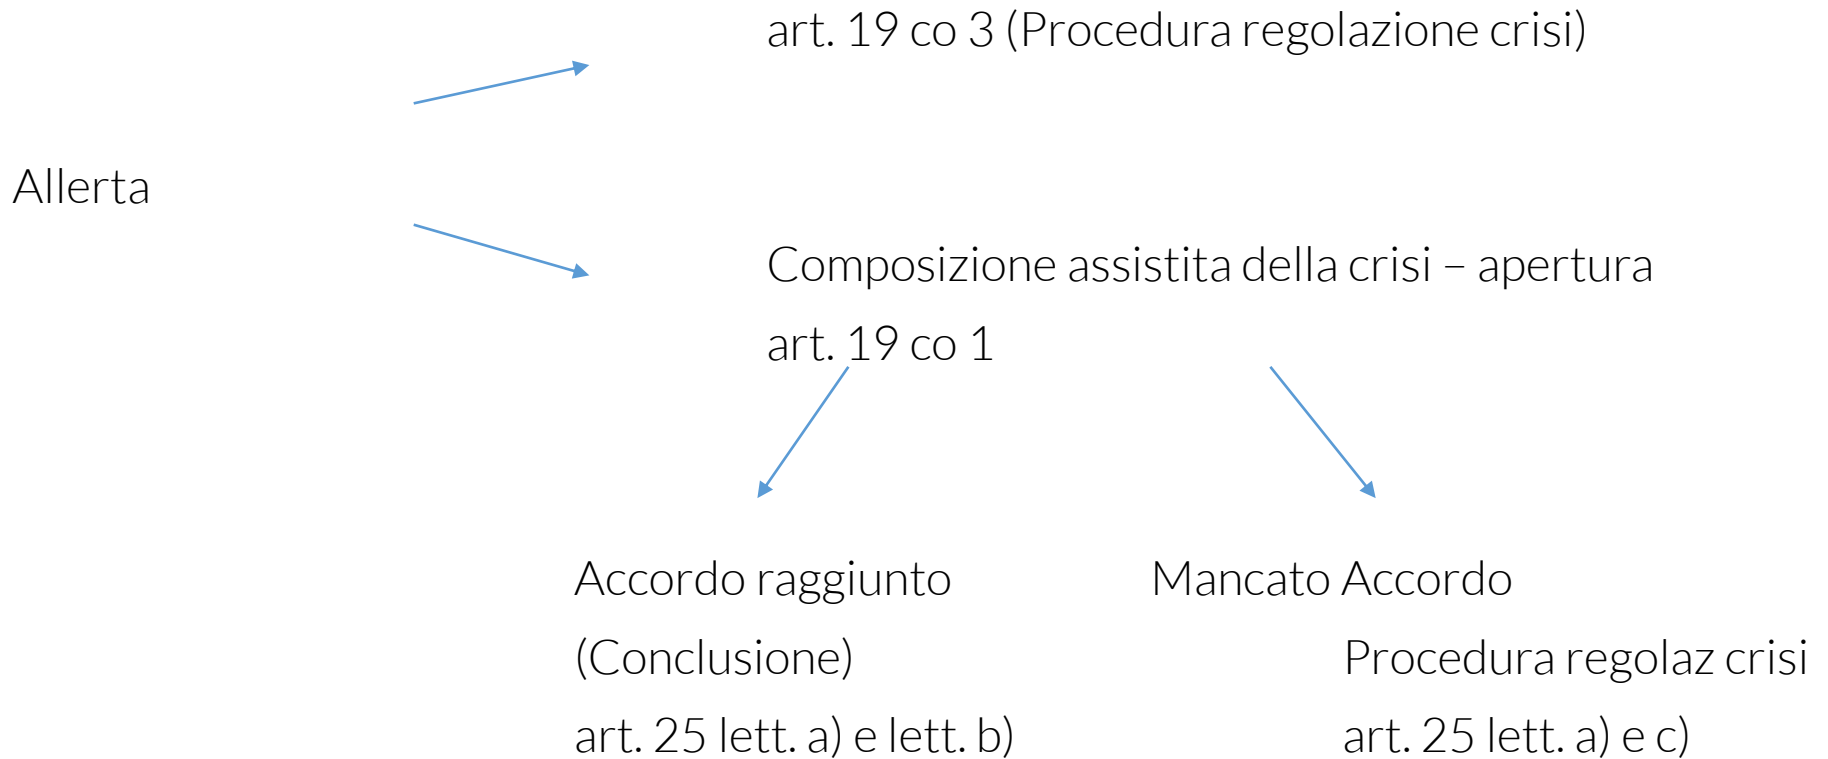 art. 19 co 3 (Procedura regolazione crisi)
Allerta
Composizione assistita della crisi – apertura
art. 19 co 1
Accordo raggiunto
(Conclusione)
art. 25 lett. a) e lett. b)
Mancato Accordo
Procedura regolaz crisi
art. 25 lett. a) e c)